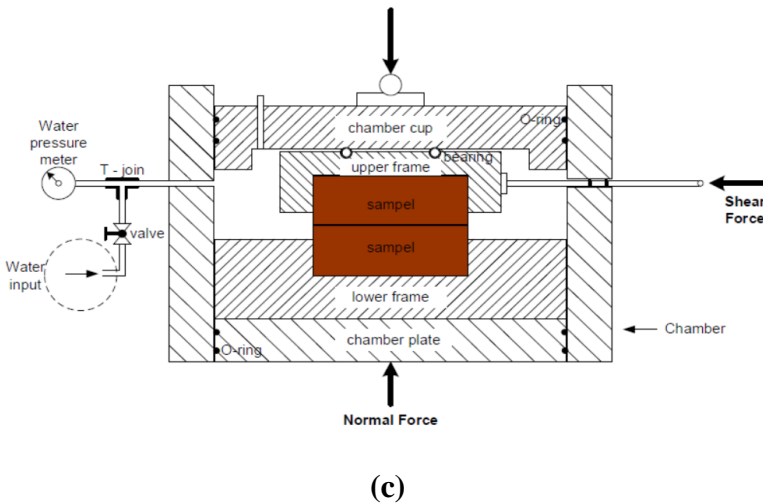 Water
pressure
meter
T - join
chamber cup
O-ring
bearing
upper frame
sampel
Shear
Force
sampel
valve
Water
input
lower frame
Chamber
chamber plate
O-ring
Normal Force
(c)